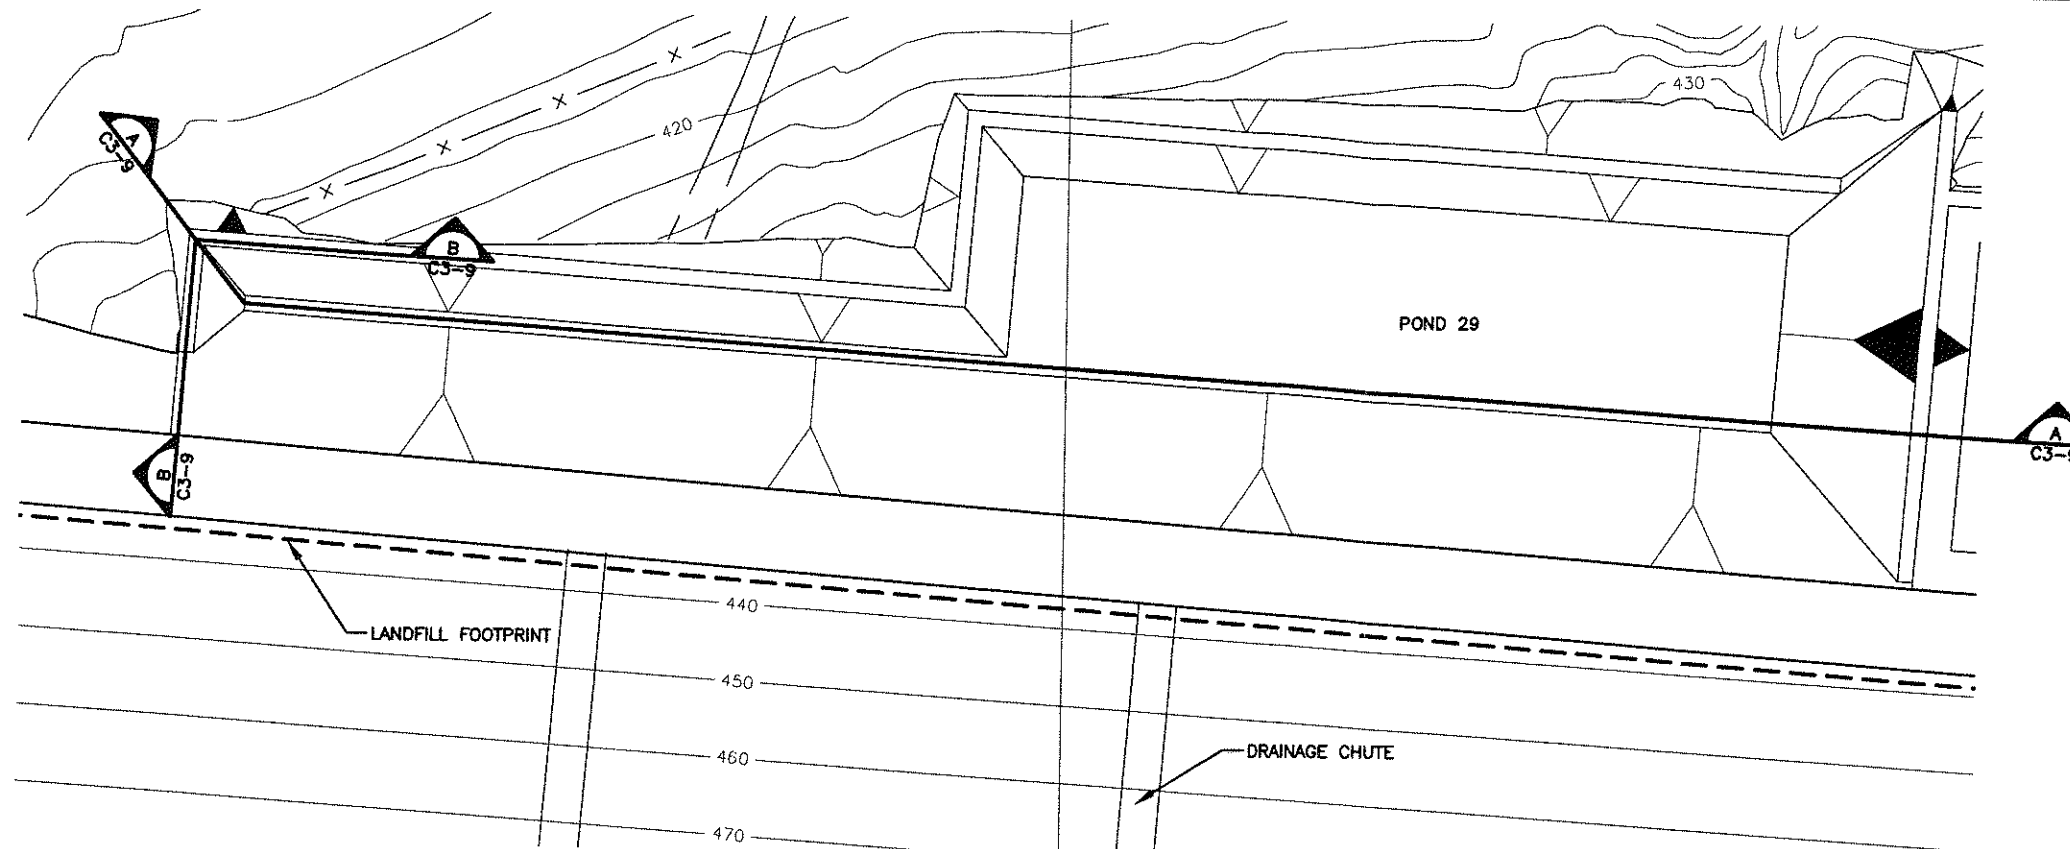 430
A
C3-9
X
X
420
X
X
B
C3-9
POND 29
A
C3-9
B
C3-9
440
LANDFILL FOOTPRINT
450
DRAINAGE CHUTE
460
470